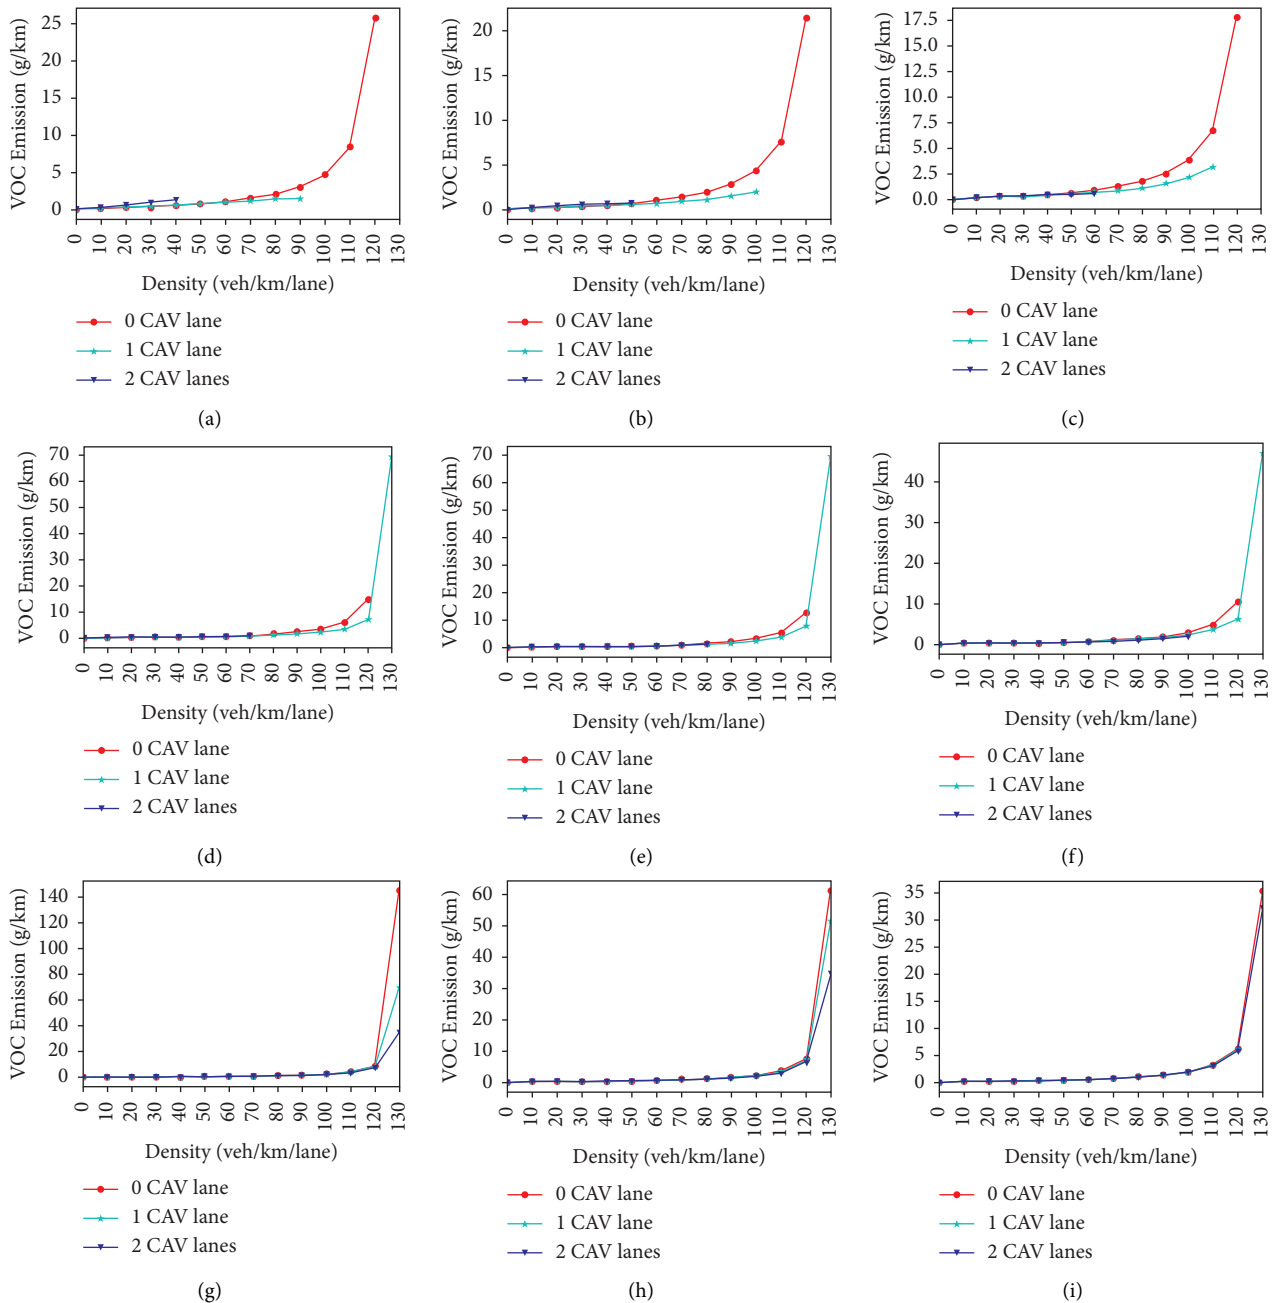 VOC Emission (g/km)
25
20
15
10
5
0
0 10 20 30 40 50 60 70 80 90 100 110 120 130
Density (veh/km/lane)
0 CAV lane
1 CAV lane
2 CAV lanes
(a)
VOC Emission (g/km)
20
15
10
5
0
0 10 20 30 40 50 60 70 80 90 100 110 120 130
Density (veh/km/lane)
0 CAV lane
1 CAV lane
2 CAV lanes
(b)
VOC Emission (g/km)
17.5
15.0
12.5
10.0
7.5
5.0
2.5
0.0
0 10 20 30 40 50 60 70 80 90 100 110 120 130
Density (veh/km/lane)
0 CAV lane
1 CAV lane
2 CAV lanes
(c)
VOC Emission (g/km)
70
60
50
40
30
20
10
0
0 10 20 30 40 50 60 70 80 90 100 110 120 130
Density (veh/km/lane)
0 CAV lane
1 CAV lane
2 CAV lanes
(d)
VOC Emission (g/km)
70
60
50
40
30
20
10
0
0 10 20 30 40 50 60 70 80 90 100 110 120 130
Density (veh/km/lane)
0 CAV lane
1 CAV lane
2 CAV lanes
(e)
VOC Emission (g/km)
40
30
20
10
0
0 10 20 30 40 50 60 70 80 90 100 110 120 130
Density (veh/km/lane)
0 CAV lane
1 CAV lane
2 CAV lanes
(f)
VOC Emission (g/km)
140
120
100
80
60
40
20
0
0 10 20 30 40 50 60 70 80 90 100 110 120 130
Density (veh/km/lane)
0 CAV lane
1 CAV lane
2 CAV lanes
(g)
VOC Emission (g/km)
60
50
40
30
20
10
0
0 10 20 30 40 50 60 70 80 90 100 110 120 130
Density (veh/km/lane)
0 CAV lane
1 CAV lane
2 CAV lanes
(h)
VOC Emission (g/km)
35
30
25
20
15
10
5
0
0 10 20 30 40 50 60 70 80 90 100 110 120 130
Density (veh/km/lane)
0 CAV lane
1 CAV lane
2 CAV lanes
(i)